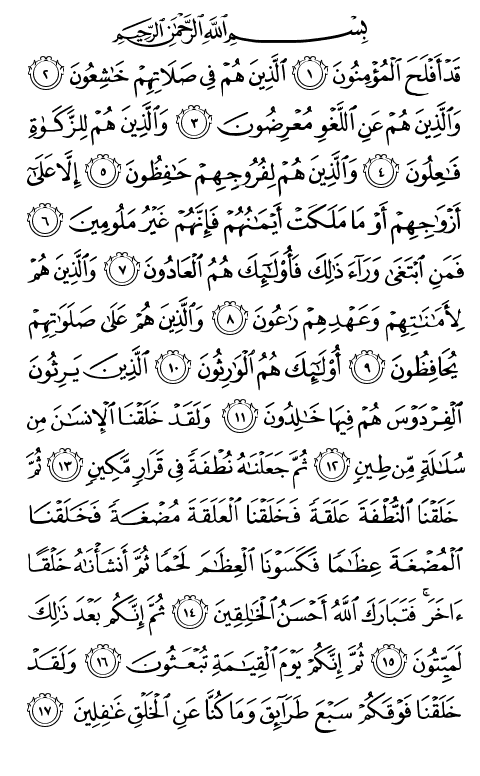 بِسْمِ ٱللَّهِ ٱلرَّحْمَٰنِ ٱلرَّحِيمِ
قَدْ أَفْلَحَ ٱلْمُؤْمِنُونَ ١ ٱلَّذِينَ هُمْ فِى صَلَاتِهِمْ خَٰشِعُونَ ٢
وَٱلَّذِينَ هُمْ عَنِ ٱللَّغْوِ مُعْرِضُونَ ٣ وَٱلَّذِينَ هُمْ لِلزَّكَوٰةِ
فَٰعِلُونَ ٤ وَٱلَّذِينَ هُمْ لِفُرُوجِهِمْ حَٰفِظُونَ ٥ إِلَّا عَلَىٰٓ
أَزْوَٰجِهِمْ أَوْ مَا مَلَكَتْ أَيْمَٰنُهُمْ فَإِنَّهُمْ غَيْرُ مَلُومِينَ ٦
فَمَنِ ٱبْتَغَىٰ وَرَآءَ ذَٰلِكَ فَأُو۟لَٰٓئِكَ هُمُ ٱلْعَادُونَ ٧ وَٱلَّذِينَ هُمْ
لِأَمَٰنَٰتِهِمْ وَعَهْدِهِمْ رَٰعُونَ ٨ وَٱلَّذِينَ هُمْ عَلَىٰ صَلَوَٰتِهِمْ
يُحَافِظُونَ ٩ أُو۟لَٰٓئِكَ هُمُ ٱلْوَٰرِثُونَ ١٠ ٱلَّذِينَ يَرِثُونَ
ٱلْفِرْدَوْسَ هُمْ فِيهَا خَٰلِدُونَ ١١ وَلَقَدْ خَلَقْنَا ٱلْإِنسَٰنَ مِن
سُلَٰلَةٍ مِّن طِينٍ ١٢ ثُمَّ جَعَلْنَٰهُ نُطْفَةً فِى قَرَارٍ مَّكِينٍ ١٣ ثُمَّ
خَلَقْنَا ٱلنُّطْفَةَ عَلَقَةً فَخَلَقْنَا ٱلْعَلَقَةَ مُضْغَةً فَخَلَقْنَا
ٱلْمُضْغَةَ عِظَٰمًا فَكَسَوْنَا ٱلْعِظَٰمَ لَحْمًا ثُمَّ أَنشَأْنَٰهُ خَلْقًا
ءَاخَرَ ۚ فَتَبَارَكَ ٱللَّهُ أَحْسَنُ ٱلْخَٰلِقِينَ ١٤ ثُمَّ إِنَّكُم بَعْدَ ذَٰلِكَ
لَمَيِّتُونَ ١٥ ثُمَّ إِنَّكُمْ يَوْمَ ٱلْقِيَٰمَةِ تُبْعَثُونَ ١٦ وَلَقَدْ
خَلَقْنَا فَوْقَكُمْ سَبْعَ طَرَآئِقَ وَمَا كُنَّا عَنِ ٱلْخَلْقِ غَٰفِلِينَ ١٧